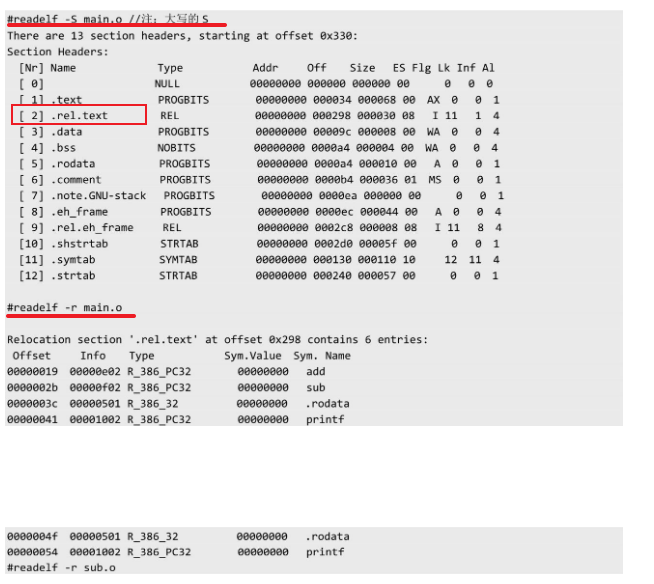 #readelf -S main.o //注：大写的 S
There are 13 section headers, starting at offset 0x330:
Section Headers:
[Nr] Name Type Addr Off Size ES Flg Lk Inf Al
[ 0] NULL 00000000 000000 000000 00 0 0 0
[ 1] .text PROGBITS 00000000 000034 000068 00 AX 0 0 1
[ 2] .rel.text REL 00000000 000298 000030 08 I 11 1 4
[ 3] .data PROGBITS 00000000 00009c 000008 00 WA 0 0 4
[ 4] .bss NOBITS 00000000 0000a4 000004 00 WA 0 0 4
[ 5] .rodata PROGBITS 00000000 0000a4 000010 00 A 0 0 1
[ 6] .comment PROGBITS 00000000 0000b4 000036 01 MS 0 0 1
[ 7] .note.GNU-stack PROGBITS 00000000 0000ea 000000 00 0 0 1
[ 8] .eh_frame PROGBITS 00000000 0000ec 000044 00 A 0 0 4
[ 9] .rel.eh_frame REL 00000000 0002c8 000008 08 I 11 8 4
[10] .shstrtab STRTAB 00000000 0002d0 00005f 00 0 0 1
[11] .symtab SYMTAB 00000000 000130 000110 10 12 11 4
[12] .strtab STRTAB 00000000 000240 000057 00 0 0 1
#readelf -r main.o
Relocation section '.rel.text' at offset 0x298 contains 6 entries:
Offset Info Type Sym.Value Sym. Name
00000019 00000e02 R_386_PC32 00000000 add
0000002b 00000f02 R_386_PC32 00000000 sub
0000003c 00000501 R_386_32 00000000 .rodata
00000041 00001002 R_386_PC32 00000000 printf
0000004f 00000501 R_386_32 00000000 .rodata
00000054 00001002 R_386_PC32 00000000 printf
#readelf -r sub.o